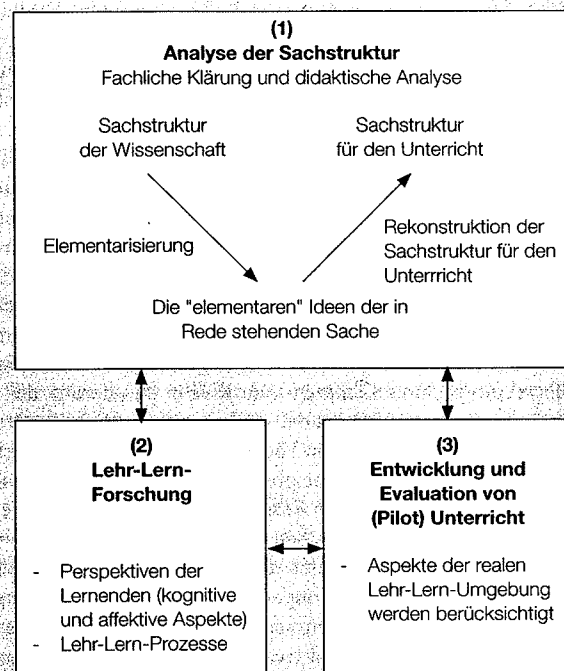 (1)
Analyse der Sachstruktur
Fachliche Klärung und didaktische Analyse
Sachstruktur
der Wissenschaft
Sachstruktur
für den Unterricht
Elementarisierung
Rekonstruktion der
Sachstruktur für den
Unterrricht
Die "elementaren" Ideen der in
Rede stehenden Sache
(2)
Lehr-Lern-
Forschung
- Perspektiven der
Lernenden (kognitive
und affektive Aspekte)
- Lehr-Lern-Prozesse
(3)
Entwicklung und
Evaluation von
(Pilot) Unterricht
- Aspekte der realen
Lehr-Lern-Umgebung
werden berücksichtigt